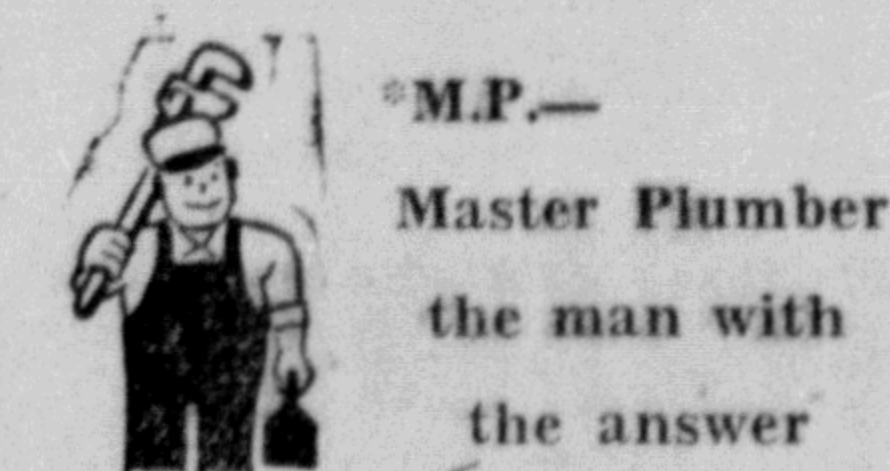 *M.P.—
Master Plumber
the man with
the answer